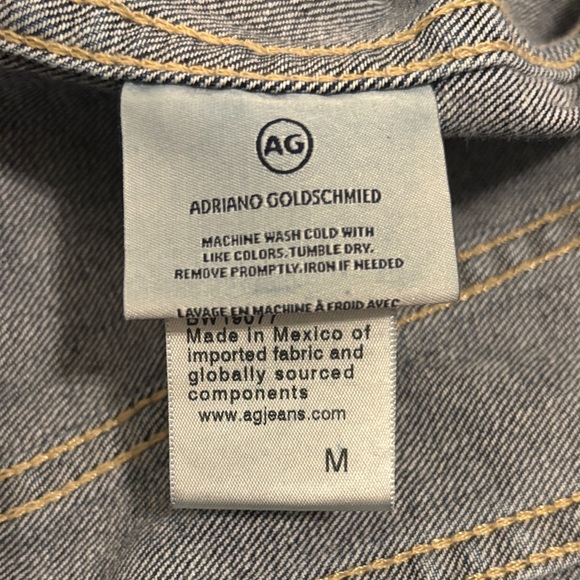 AG
ADRIANO GOLDSCHMIED
MACHINE WASH COLD WITH
LIKE COLORS. TUMBLE DRY.
REMOVE PROMPTLY. IRON IF NEEDED
LAVAGE EN MACHINE À FROID AVEC
Made in Mexico of
imported fabric and
globally sourced
components
www.agjeans.com
M